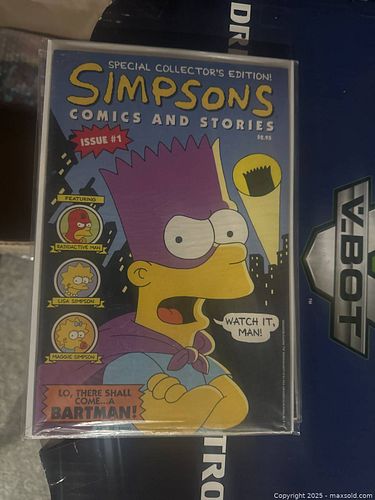 SPECIAL COLLECTOR'S EDITION!
SIMPSONS
COMICS AND STORIES
ISSUE #1
$2.95
FEATURING
RADIOACTIVE MAN
LISA SIMPSON
MAGGIE SIMPSON
WATCH IT,
MAN!
LO, THERE SHALL
COME...A
BARTMAN!
DR
V.BOT
TM
TRO
Copyright © 2025 - maxsold.com